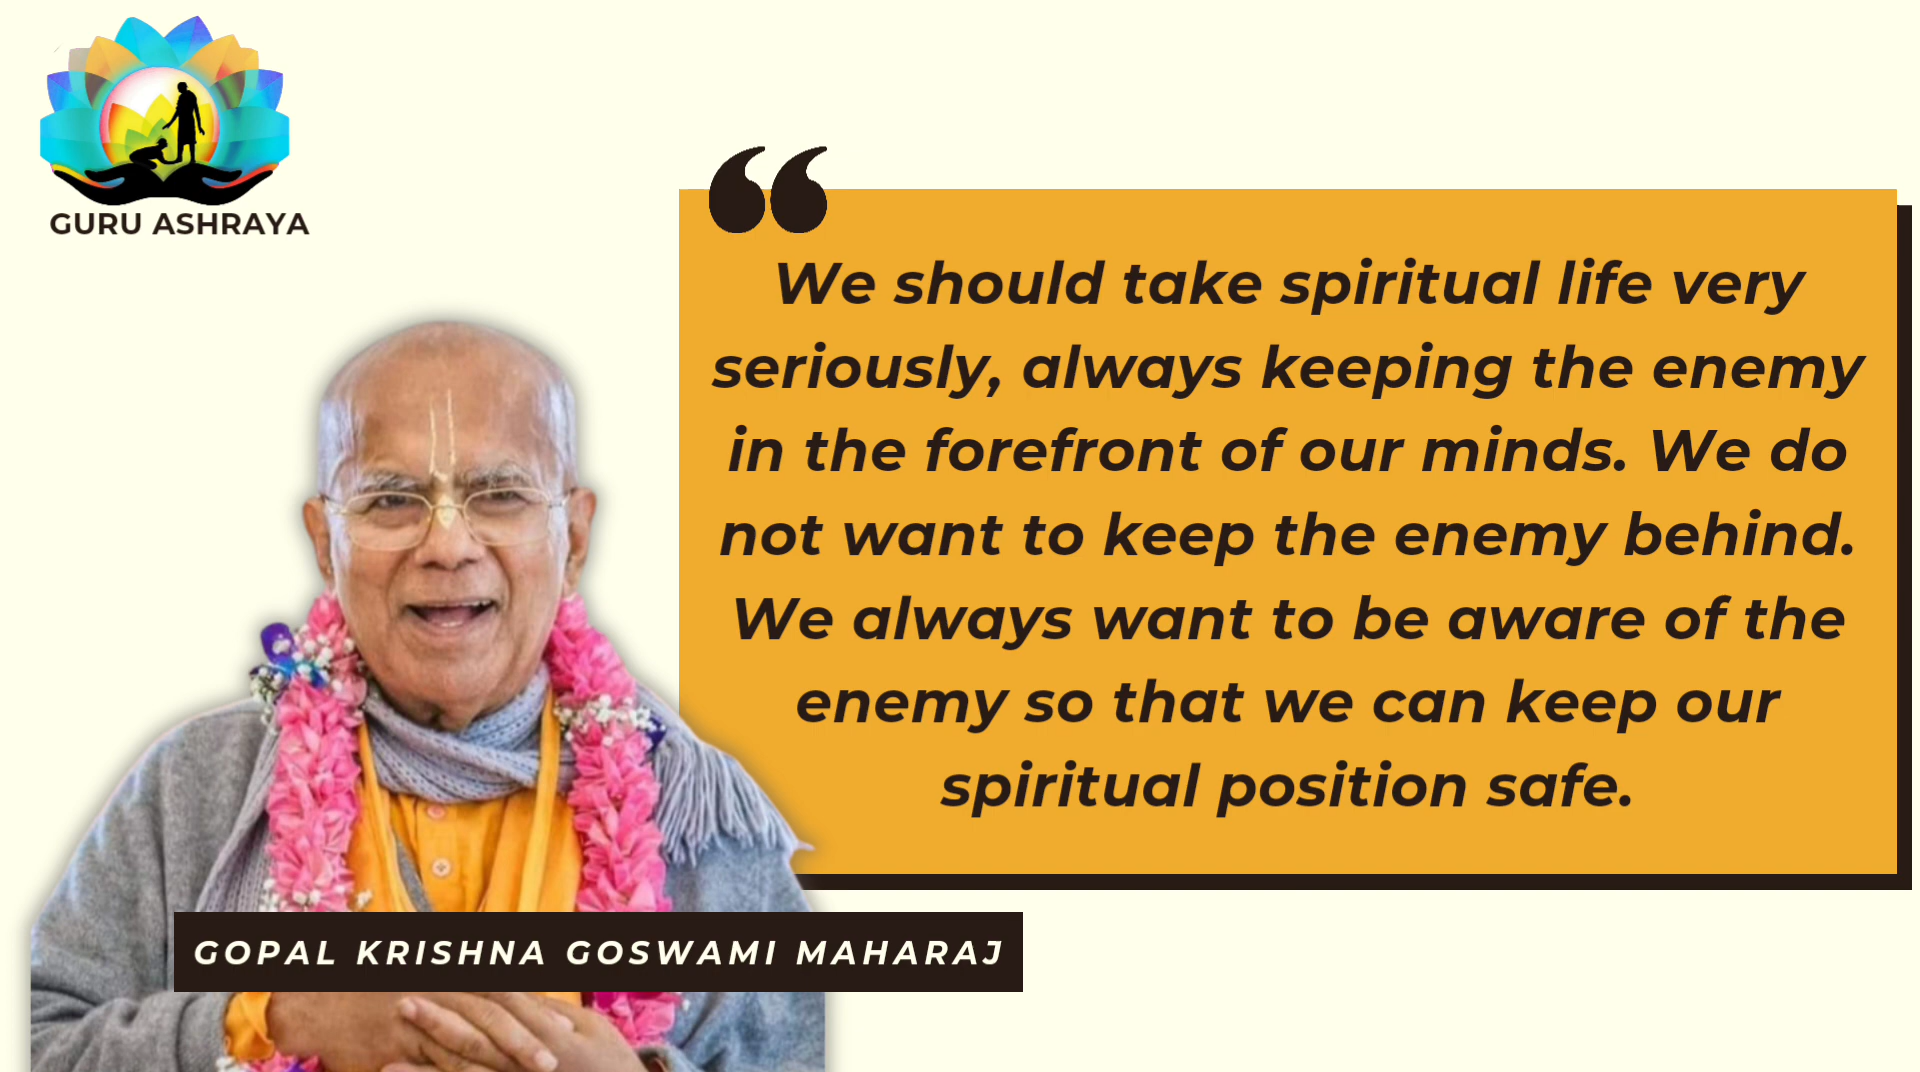 GURU ASHRAYA
We should take spiritual life very
seriously, always keeping the enemy
in the forefront of our minds. We do
not want to keep the enemy behind.
We always want to be aware of the
enemy so that we can keep our
spiritual position safe.
GOPAL KRISHNA GOSWAMI MAHARAJ